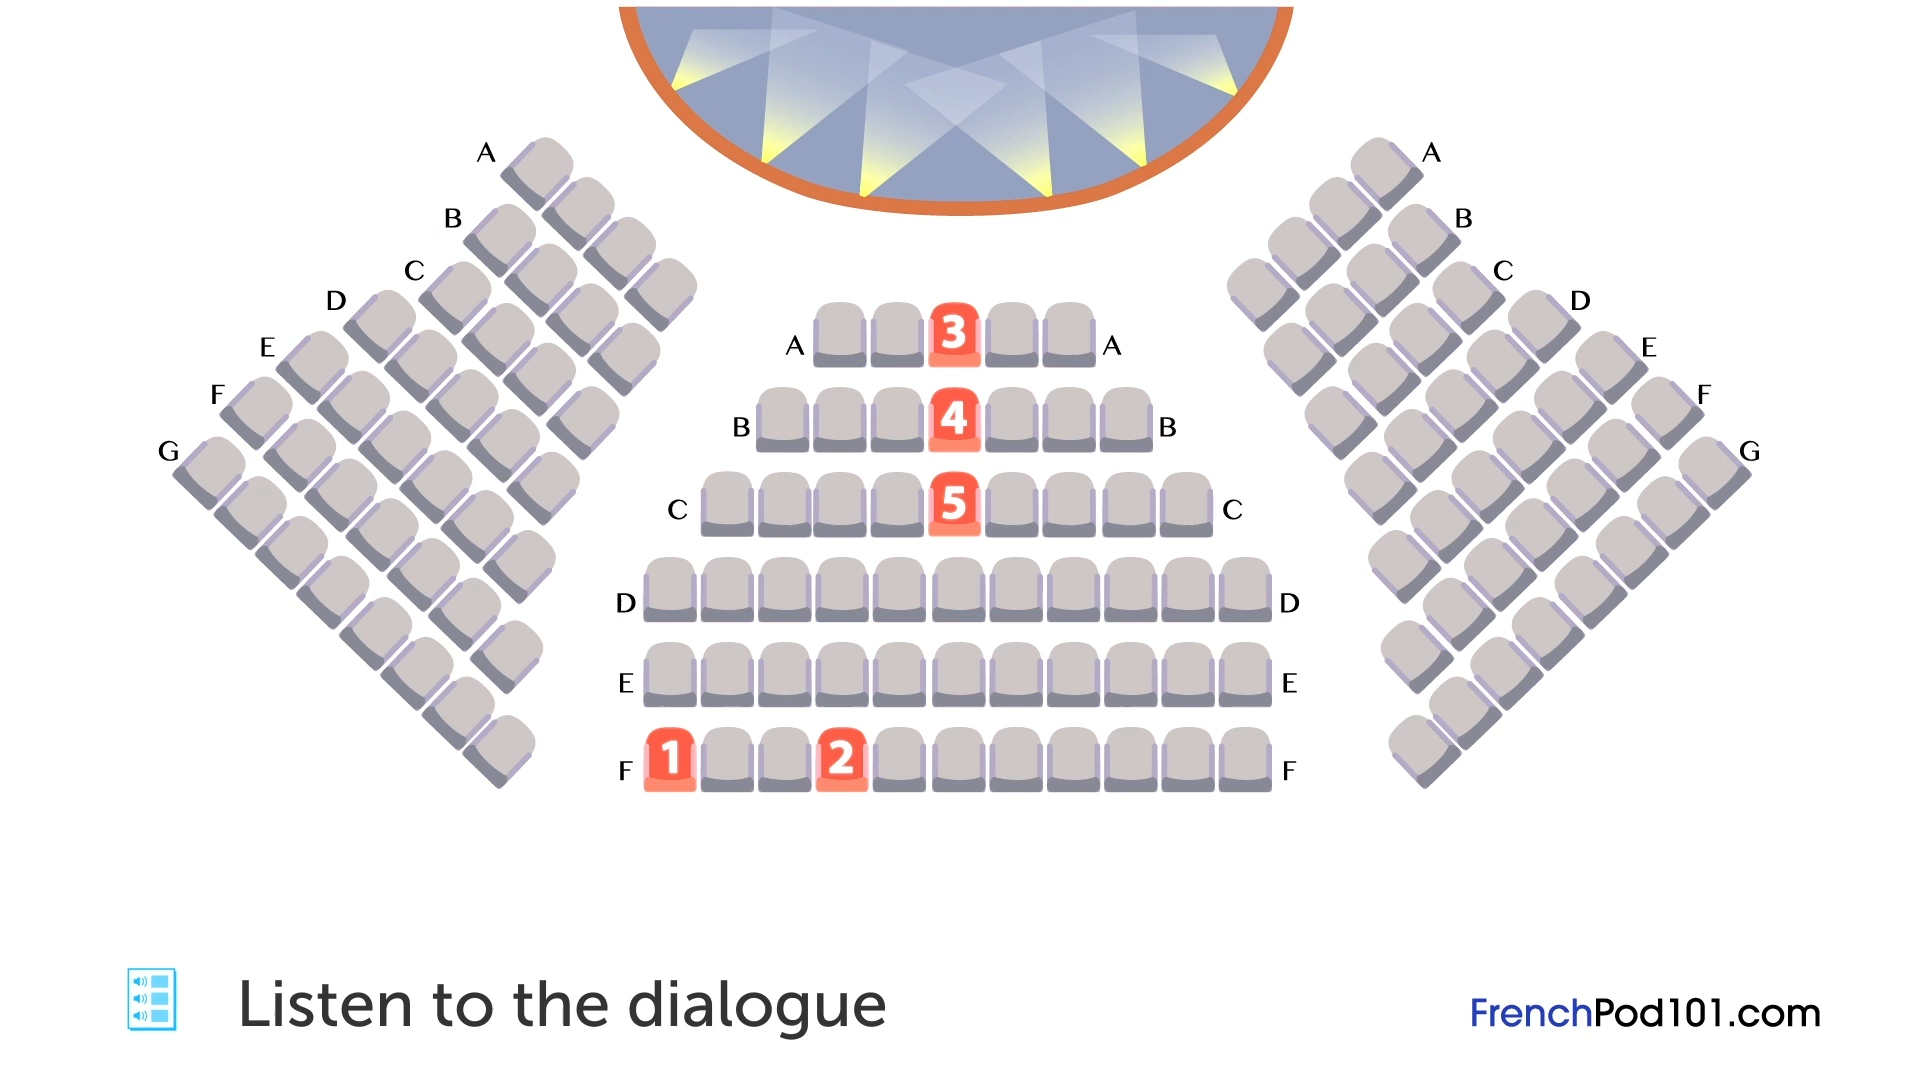 A
A
B
B
C
C
D
D
E
E
F
F
G
G
A 3 A
B 4 B
C 5 C
D D
E E
F 1 2 F
Listen to the dialogue
FrenchPod101.com